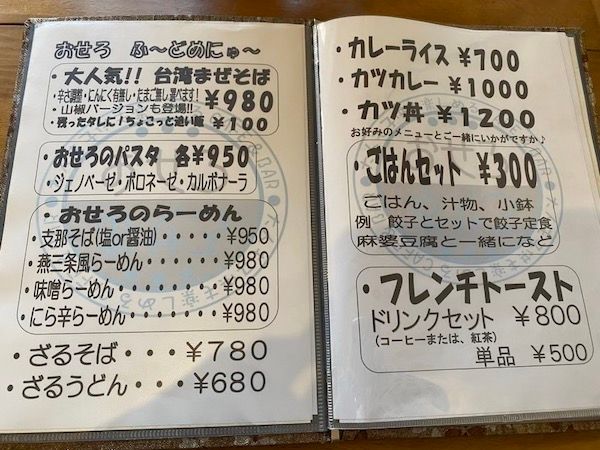 おせろ ふ～どめにゅ～
・大人気!! 台湾まぜそば
・辛さ調整・にんにく有無し・たまご無し選べます!
・山椒バージョンも登場!!
¥980
・残ったタレに!ちょこっと追い飯 ¥100
・おせろのパスタ 各¥950
・ジェノベーゼ・ボロネーゼ・カルボナーラ
・おせろのらーめん
・支那そば(塩or醤油)・・・・・¥950
・燕三条風らーめん・・・・・¥980
・味噌らーめん・・・・・・・¥980
・にら辛らーめん・・・・・・¥980
・ざるそば・・・¥780
・ざるうどん・・・¥680
・カレーライス ¥700
・カツカレー ¥1000
・カツ丼 ¥1200
お好みのメニューとご一緒にいかがですか♪
・ごはんセット ¥300
ごはん、汁物、小鉢
例 餃子とセットで餃子定食
麻婆豆腐と一緒になど
・フレンチトースト
ドリンクセット ¥800
(コーヒーまたは、紅茶)
単品 ¥500